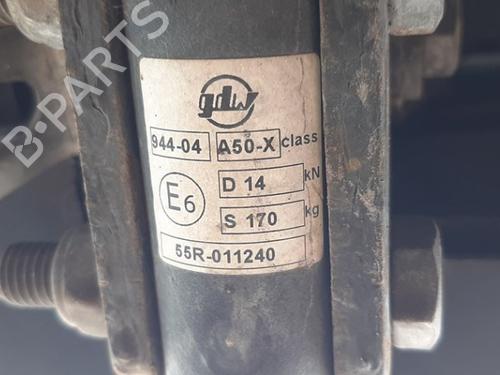 gdw
944-04 A50-X class
E6 D 14 kN
S 170 kg
55R-011240
B-PARTS